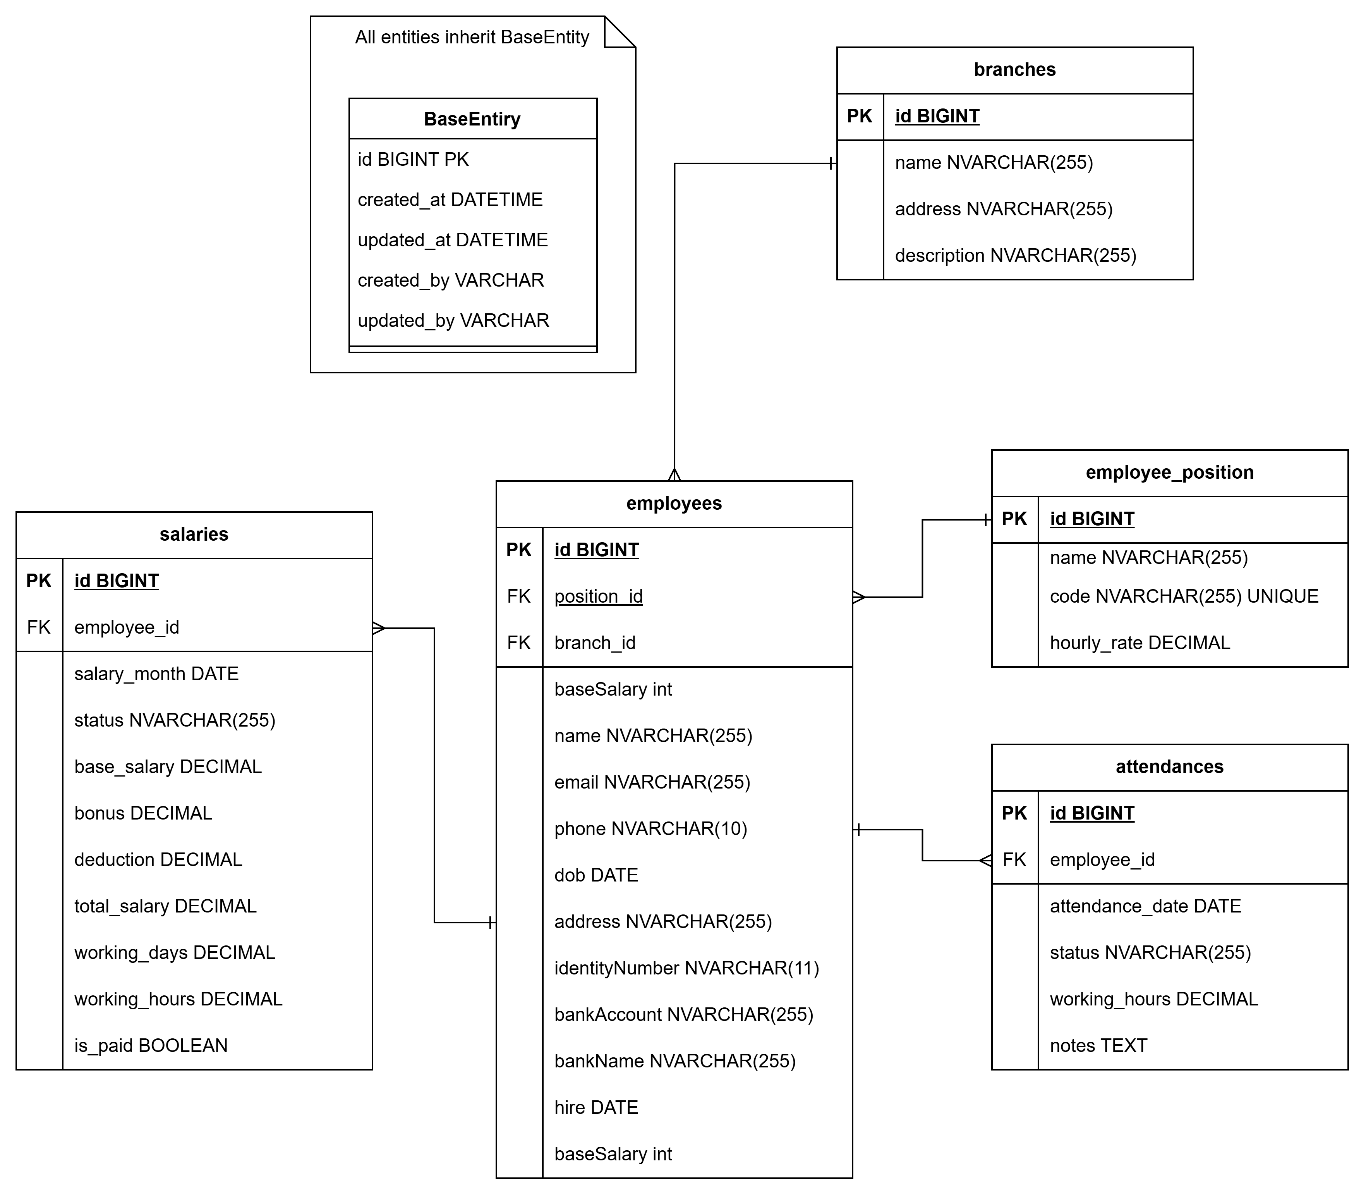 All entities inherit BaseEntity
BaseEntiry
id BIGINT PK
created_at DATETIME
updated_at DATETIME
created_by VARCHAR
updated_by VARCHAR
branches
PK id BIGINT
name NVARCHAR(255)
address NVARCHAR(255)
description NVARCHAR(255)
salaries
PK id BIGINT
FK employee_id
salary_month DATE
status NVARCHAR(255)
base_salary DECIMAL
bonus DECIMAL
deduction DECIMAL
total_salary DECIMAL
working_days DECIMAL
working_hours DECIMAL
is_paid BOOLEAN
employees
PK id BIGINT
FK position_id
FK branch_id
baseSalary int
name NVARCHAR(255)
email NVARCHAR(255)
phone NVARCHAR(10)
dob DATE
address NVARCHAR(255)
identityNumber NVARCHAR(11)
bankAccount NVARCHAR(255)
bankName NVARCHAR(255)
hire DATE
baseSalary int
employee_position
PK id BIGINT
name NVARCHAR(255)
code NVARCHAR(255) UNIQUE
hourly_rate DECIMAL
attendances
PK id BIGINT
FK employee_id
attendance_date DATE
status NVARCHAR(255)
working_hours DECIMAL
notes TEXT